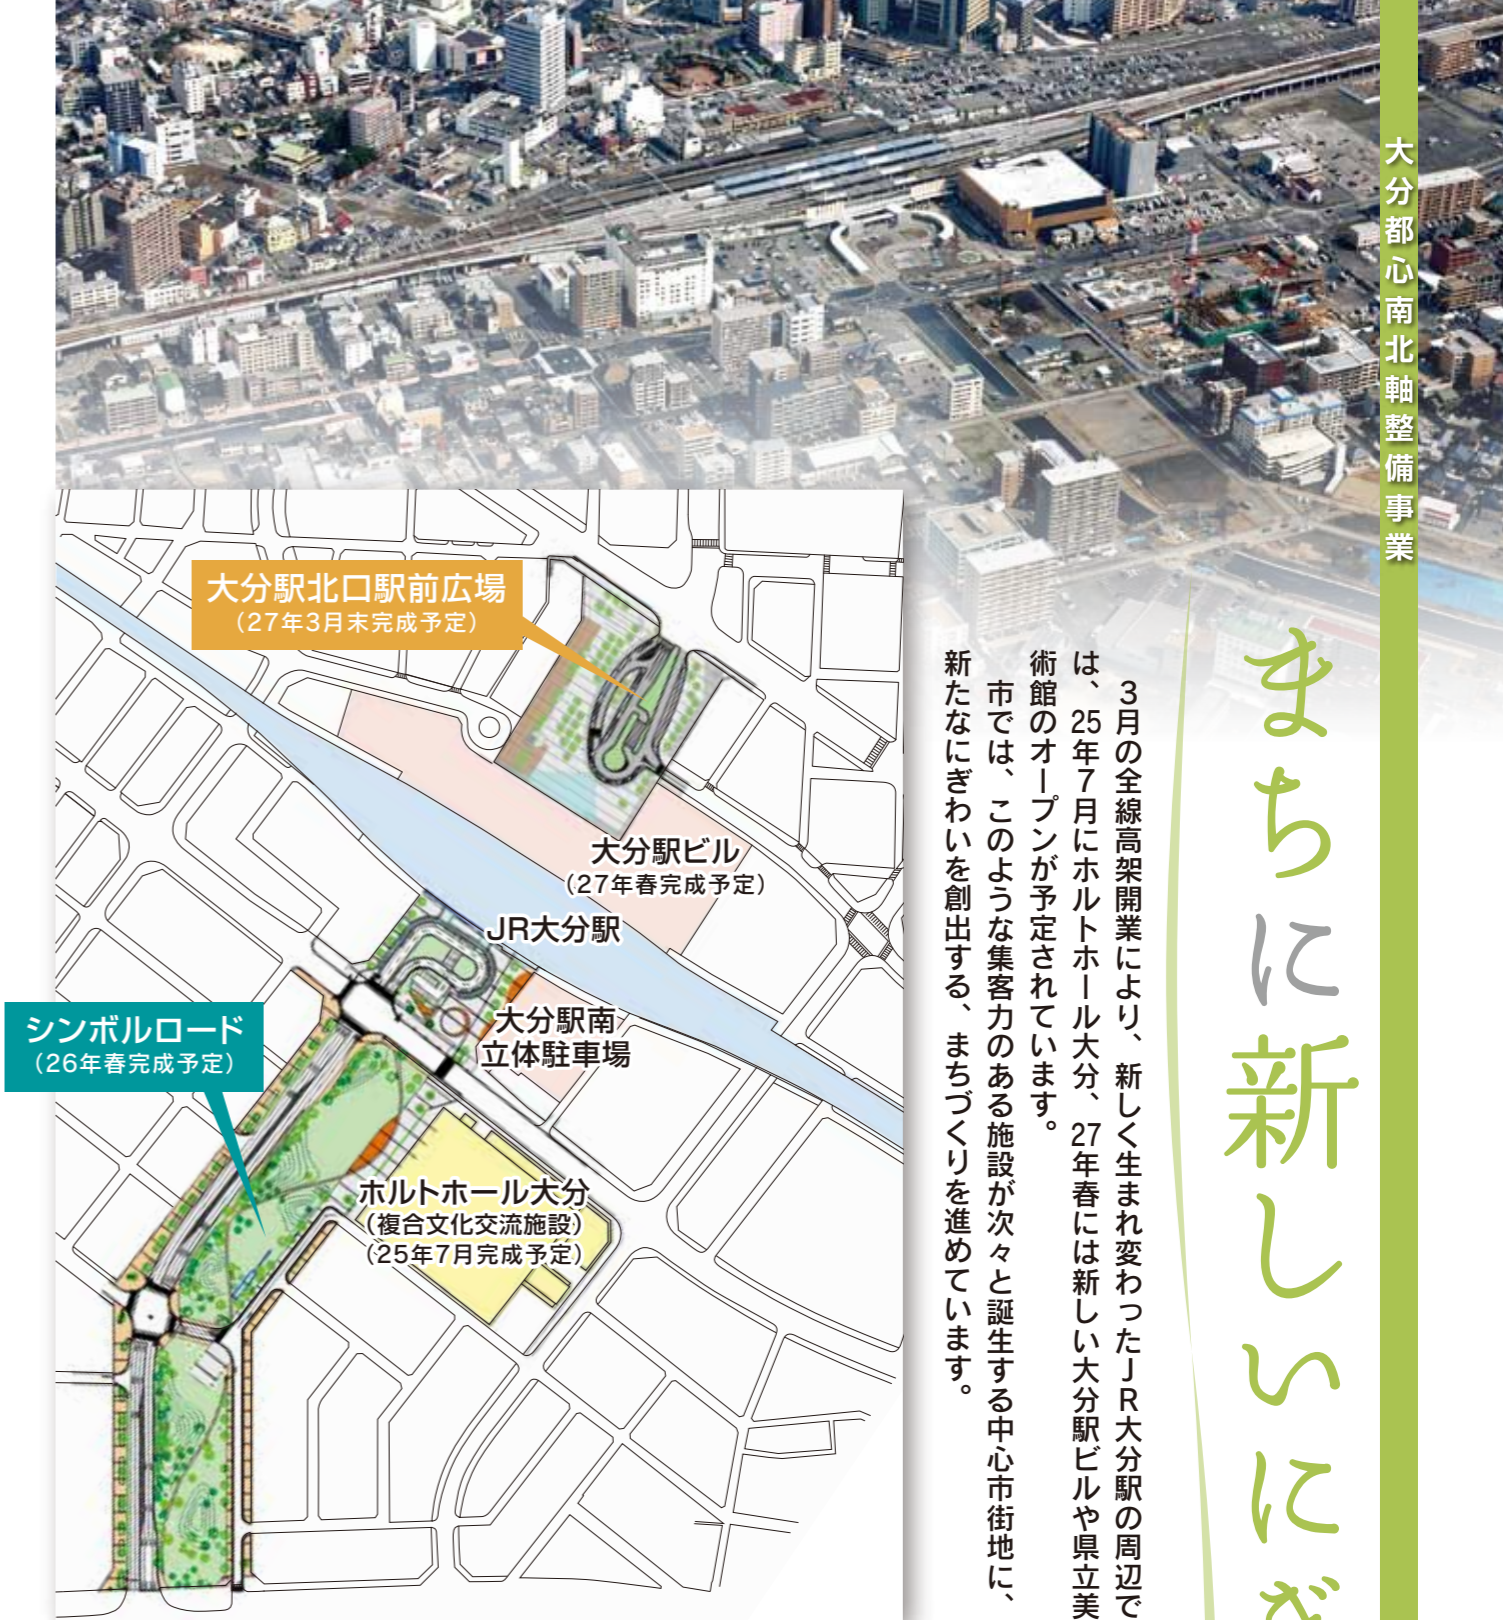 大分都心南北軸整備事業
まちに新しいにぎ
　３月の全線高架開業により、新しく生まれ変わったＪＲ大分駅の周辺で
は、25年７月にホルトホール大分、27年春には新しい大分駅ビルや県立美
術館のオープンが予定されています。
　市では、このような集客力のある施設が次々と誕生する中心市街地に、
新たなにぎわいを創出する、まちづくりを進めています。
大分駅北口駅前広場
（27年3月末完成予定）
大分駅ビル
（27年春完成予定）
JR大分駅
大分駅南
立体駐車場
シンボルロード
（26年春完成予定）
ホルトホール大分
（複合文化交流施設）
（25年7月完成予定）